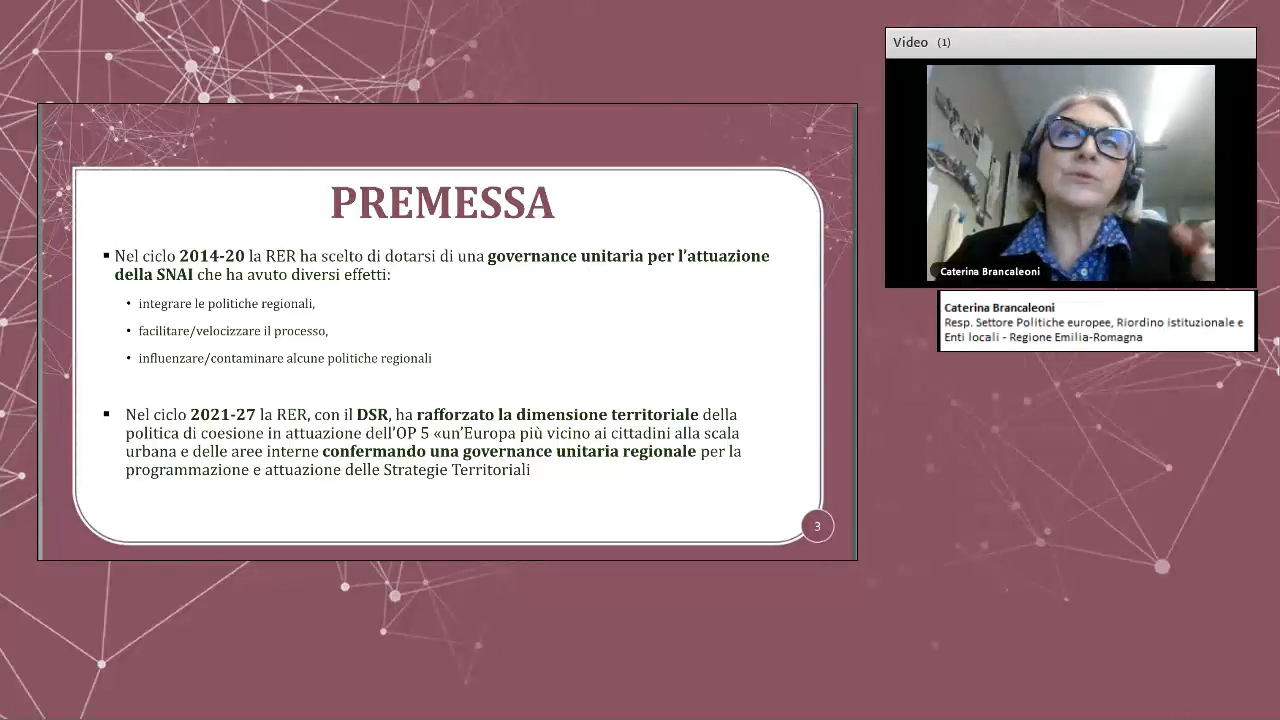 PREMESSA
Nel ciclo 2014-20 la RER ha scelto di dotarsi di una governance unitaria per l'attuazione
della SNAI che ha avuto diversi effetti:
integrare le politiche regionali,
facilitare/velocizzare il processo,
influenzare/contaminare alcune politiche regionali
Nel ciclo 2021-27 la RER, con il DSR, ha rafforzato la dimensione territoriale della
politica di coesione in attuazione dell'OP 5 «un'Europa più vicino ai cittadini alla scala
urbana e delle aree interne confermando una governance unitaria regionale per la
programmazione e attuazione delle Strategie Territoriali
3
Video (1)
Caterina Brancaleoni
Caterina Brancaleoni
Resp. Settore Politiche europee, Riordino istituzionale e
Enti locali - Regione Emilia-Romagna